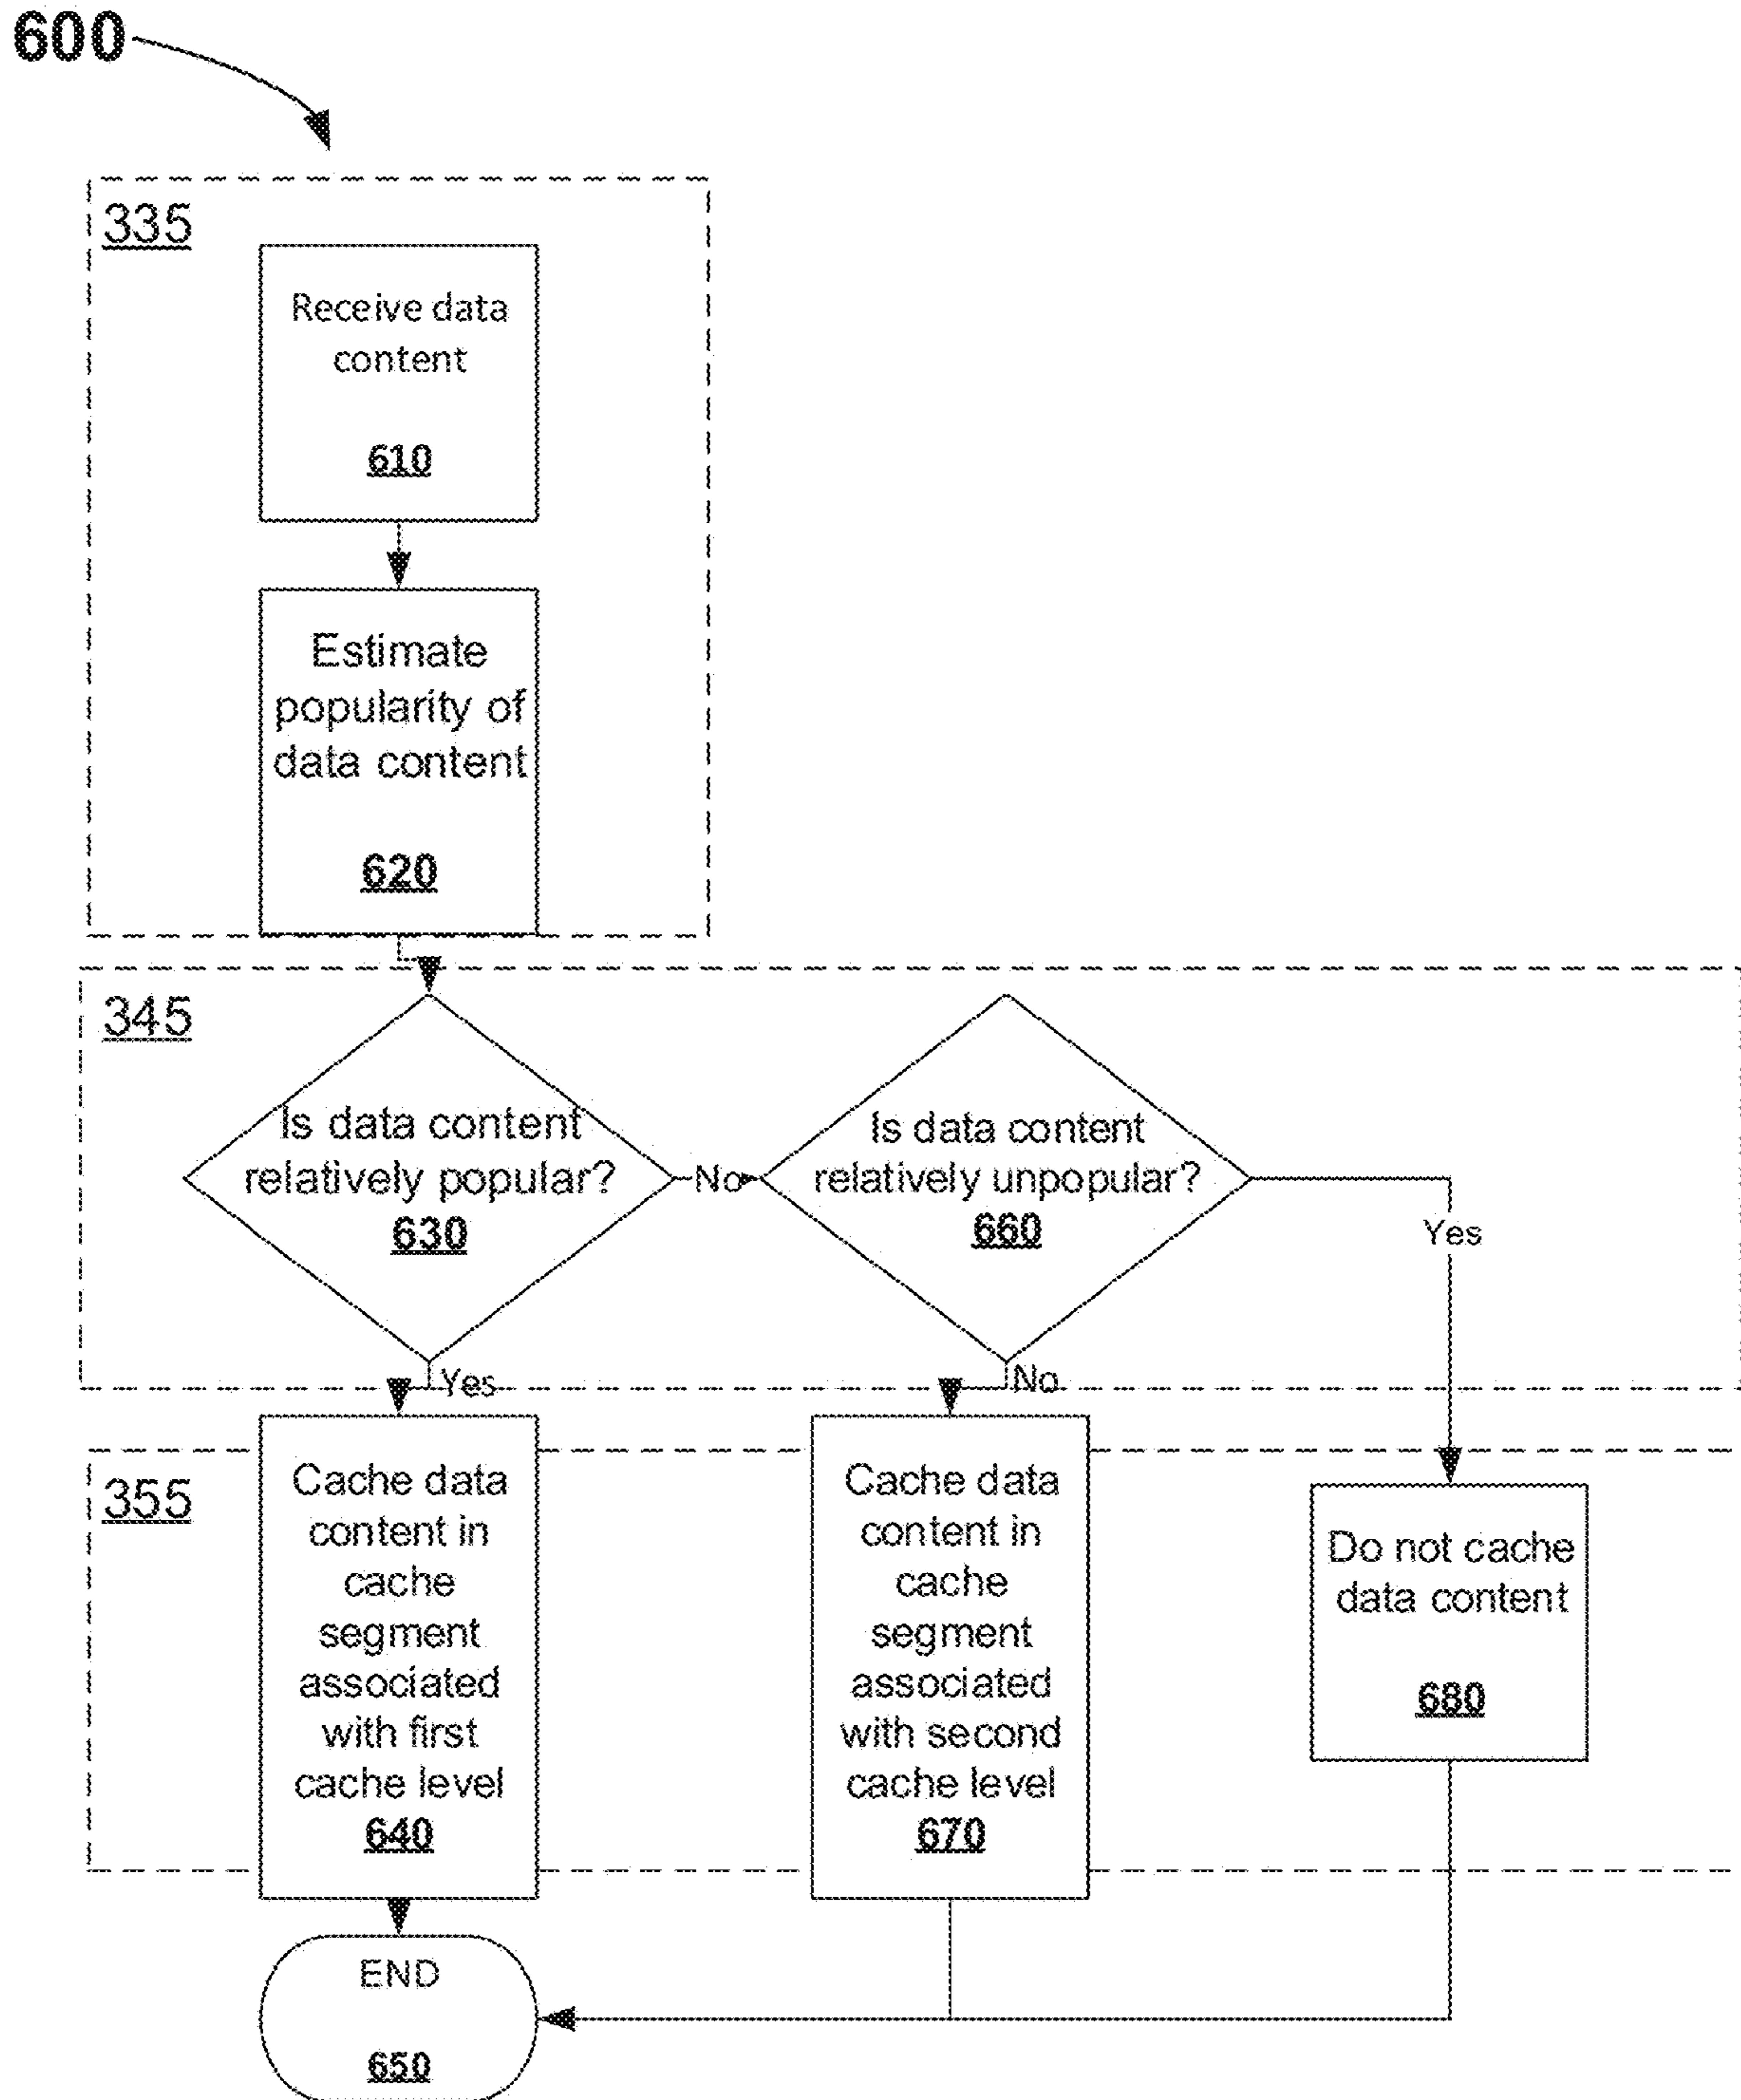 600
335
Receive data
content
610
Estimate
popularity of
data content
620
345
Is data content
relatively popular?
630
No
Is data content
relatively unpopular?
660
Yes
Yes
No
355
Cache data
content in
cache
segment
associated
with first
cache level
640
Cache data
content in
cache
segment
associated
with second
cache level
670
Do not cache
data content
680
END
650